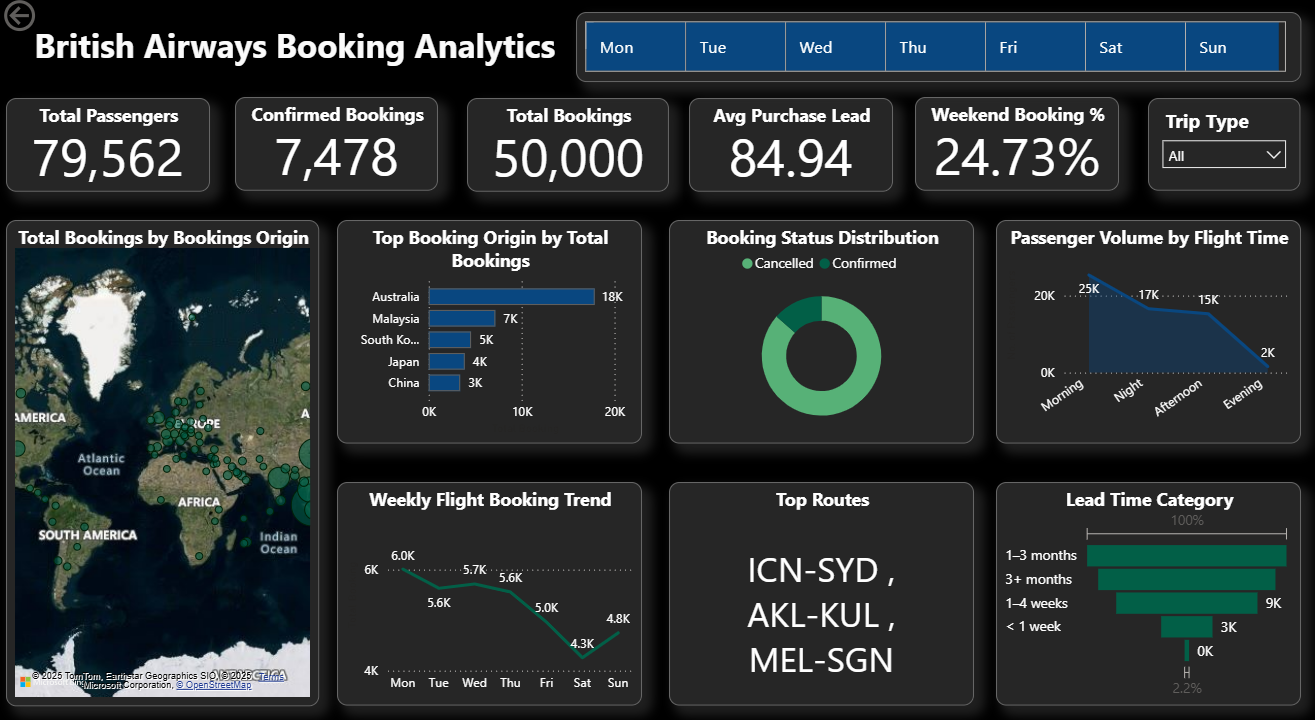 British Airways Booking Analytics
Mon Tue Wed Thu Fri Sat Sun
Total Passengers
79,562
Confirmed Bookings
7,478
Total Bookings
50,000
Avg Purchase Lead
84.94
Weekend Booking %
24.73%
Trip Type
All
Total Bookings by Bookings Origin
AMERICA
EUROPE
A
Atlantic
Ocean
AFRICA
SOUTH AMERICA
Indian
Ocean
ANTARCTICA
© 2025 TomTom, Earthstar Geographics SIO, © 2025 Terms
Microsoft Corporation, © OpenStreetMap
Top Booking Origin by Total
Bookings
Australia 18K
Malaysia 7K
South Ko... 5K
Japan 4K
China 3K
0K 10K 20K
Booking Status Distribution
Cancelled Confirmed
Passenger Volume by Flight Time
20K
0K
25K
17K
15K
2K
Morning Night Afternoon Evening
Weekly Flight Booking Trend
6K
4K
6.0K
5.6K
5.7K
5.6K
5.0K
4.3K
4.8K
Mon Tue Wed Thu Fri Sat Sun
Top Routes
ICN-SYD ,
AKL-KUL ,
MEL-SGN
Lead Time Category
100%
1–3 months
3+ months
1–4 weeks 9K
< 1 week 3K
0K
2.2%